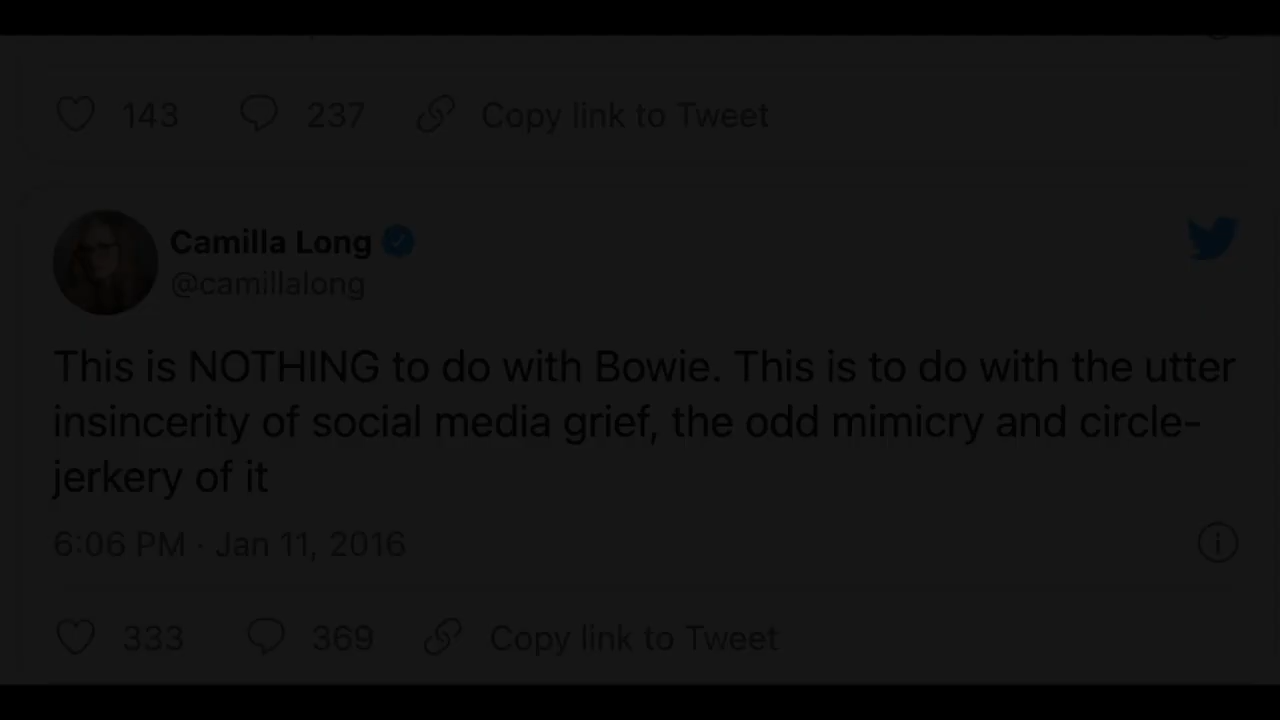 143 237 Copy link to Tweet
Camilla Long
@camillalong
This is NOTHING to do with Bowie. This is to do with the utter
insincerity of social media grief, the odd mimicry and circle-
jerkery of it
6:06 PM · Jan 11, 2016
333 369 Copy link to Tweet